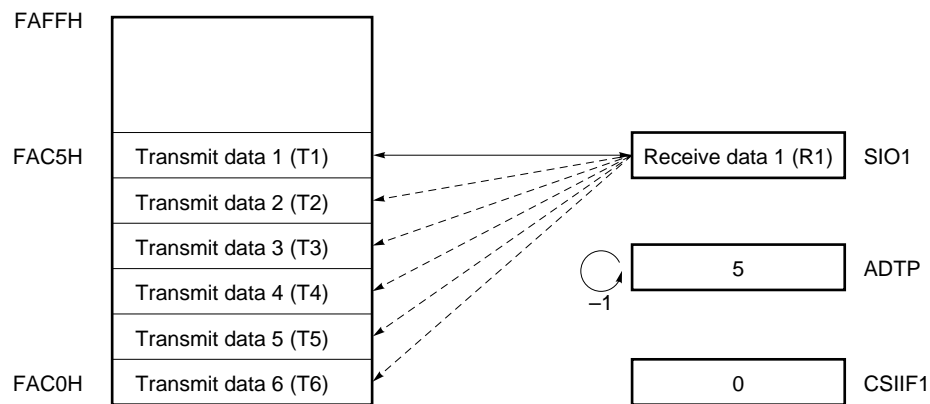 FAFFH
FAC5H Transmit data 1 (T1) Receive data 1 (R1) SIO1
Transmit data 2 (T2)
Transmit data 3 (T3) 5 ADTP
Transmit data 4 (T4) –1
Transmit data 5 (T5)
FAC0H Transmit data 6 (T6) 0 CSIIF1